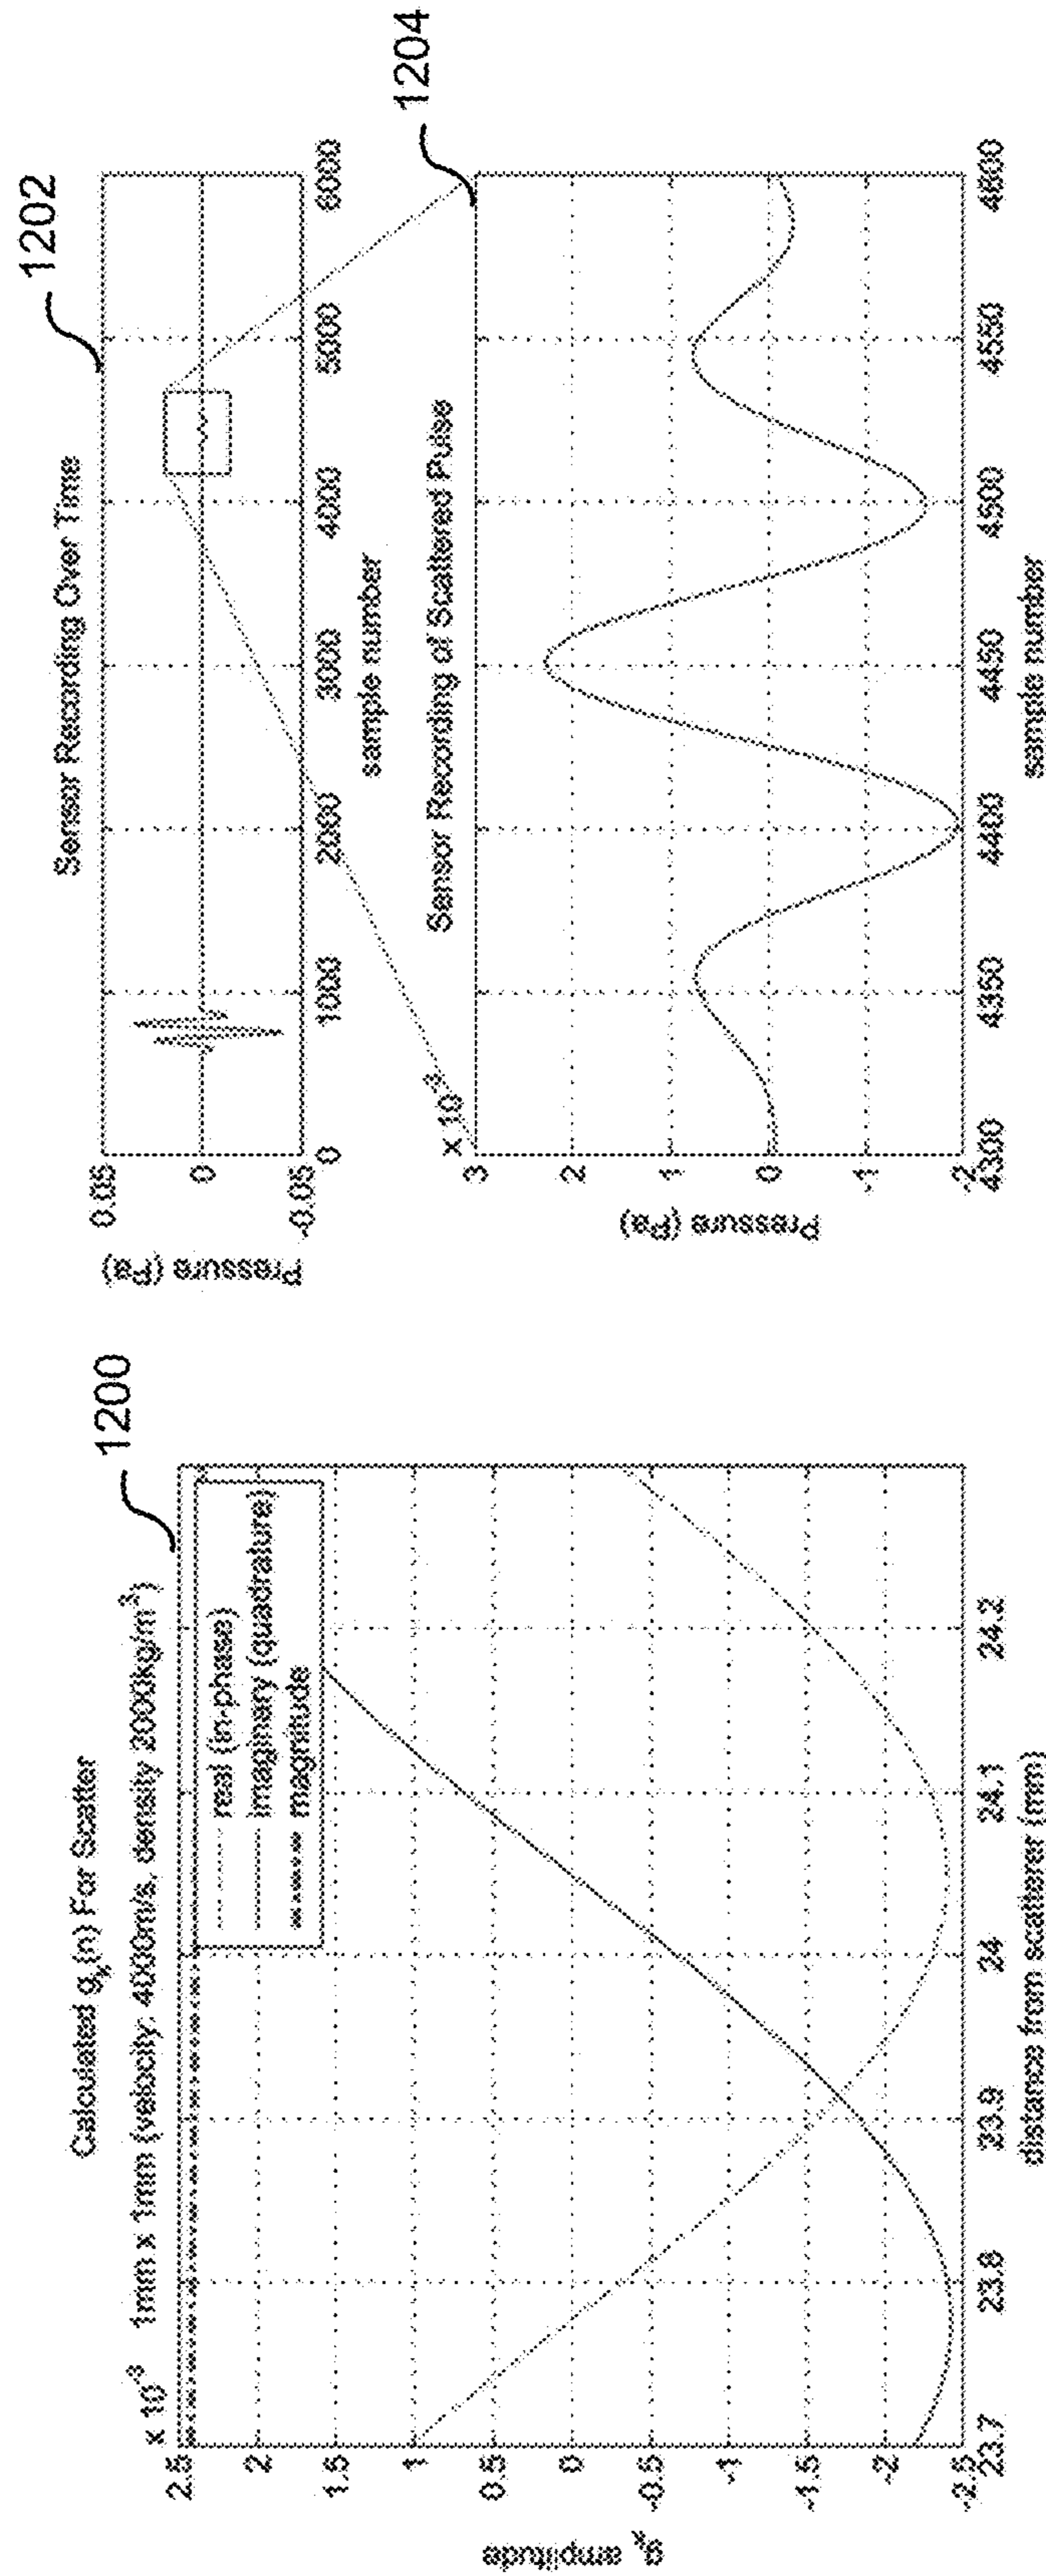 Calculated gₖ(n) For Scatter
1200
x 10⁻³
1mm x 1mm (velocity: 4000m/s, density 2000kg/m³)
real (in-phase)
imaginary (quadrature)
magnitude
2.5
2
1.5
1
0.5
0
-0.5
-1
-1.5
-2
-2.5
gₖ amplitude
23.7
23.8
23.9
24
24.1
24.2
distance from scatterer (mm)
Sensor Recording Over Time
1202
0.05
0
-0.05
Pressure (Pa)
0
1000
2000
3000
4000
5000
6000
sample number
Sensor Recording of Scattered Pulse
1204
x 10⁻³
3
2
1
0
-1
-2
Pressure (Pa)
4300
4350
4400
4450
4500
4550
4600
sample number